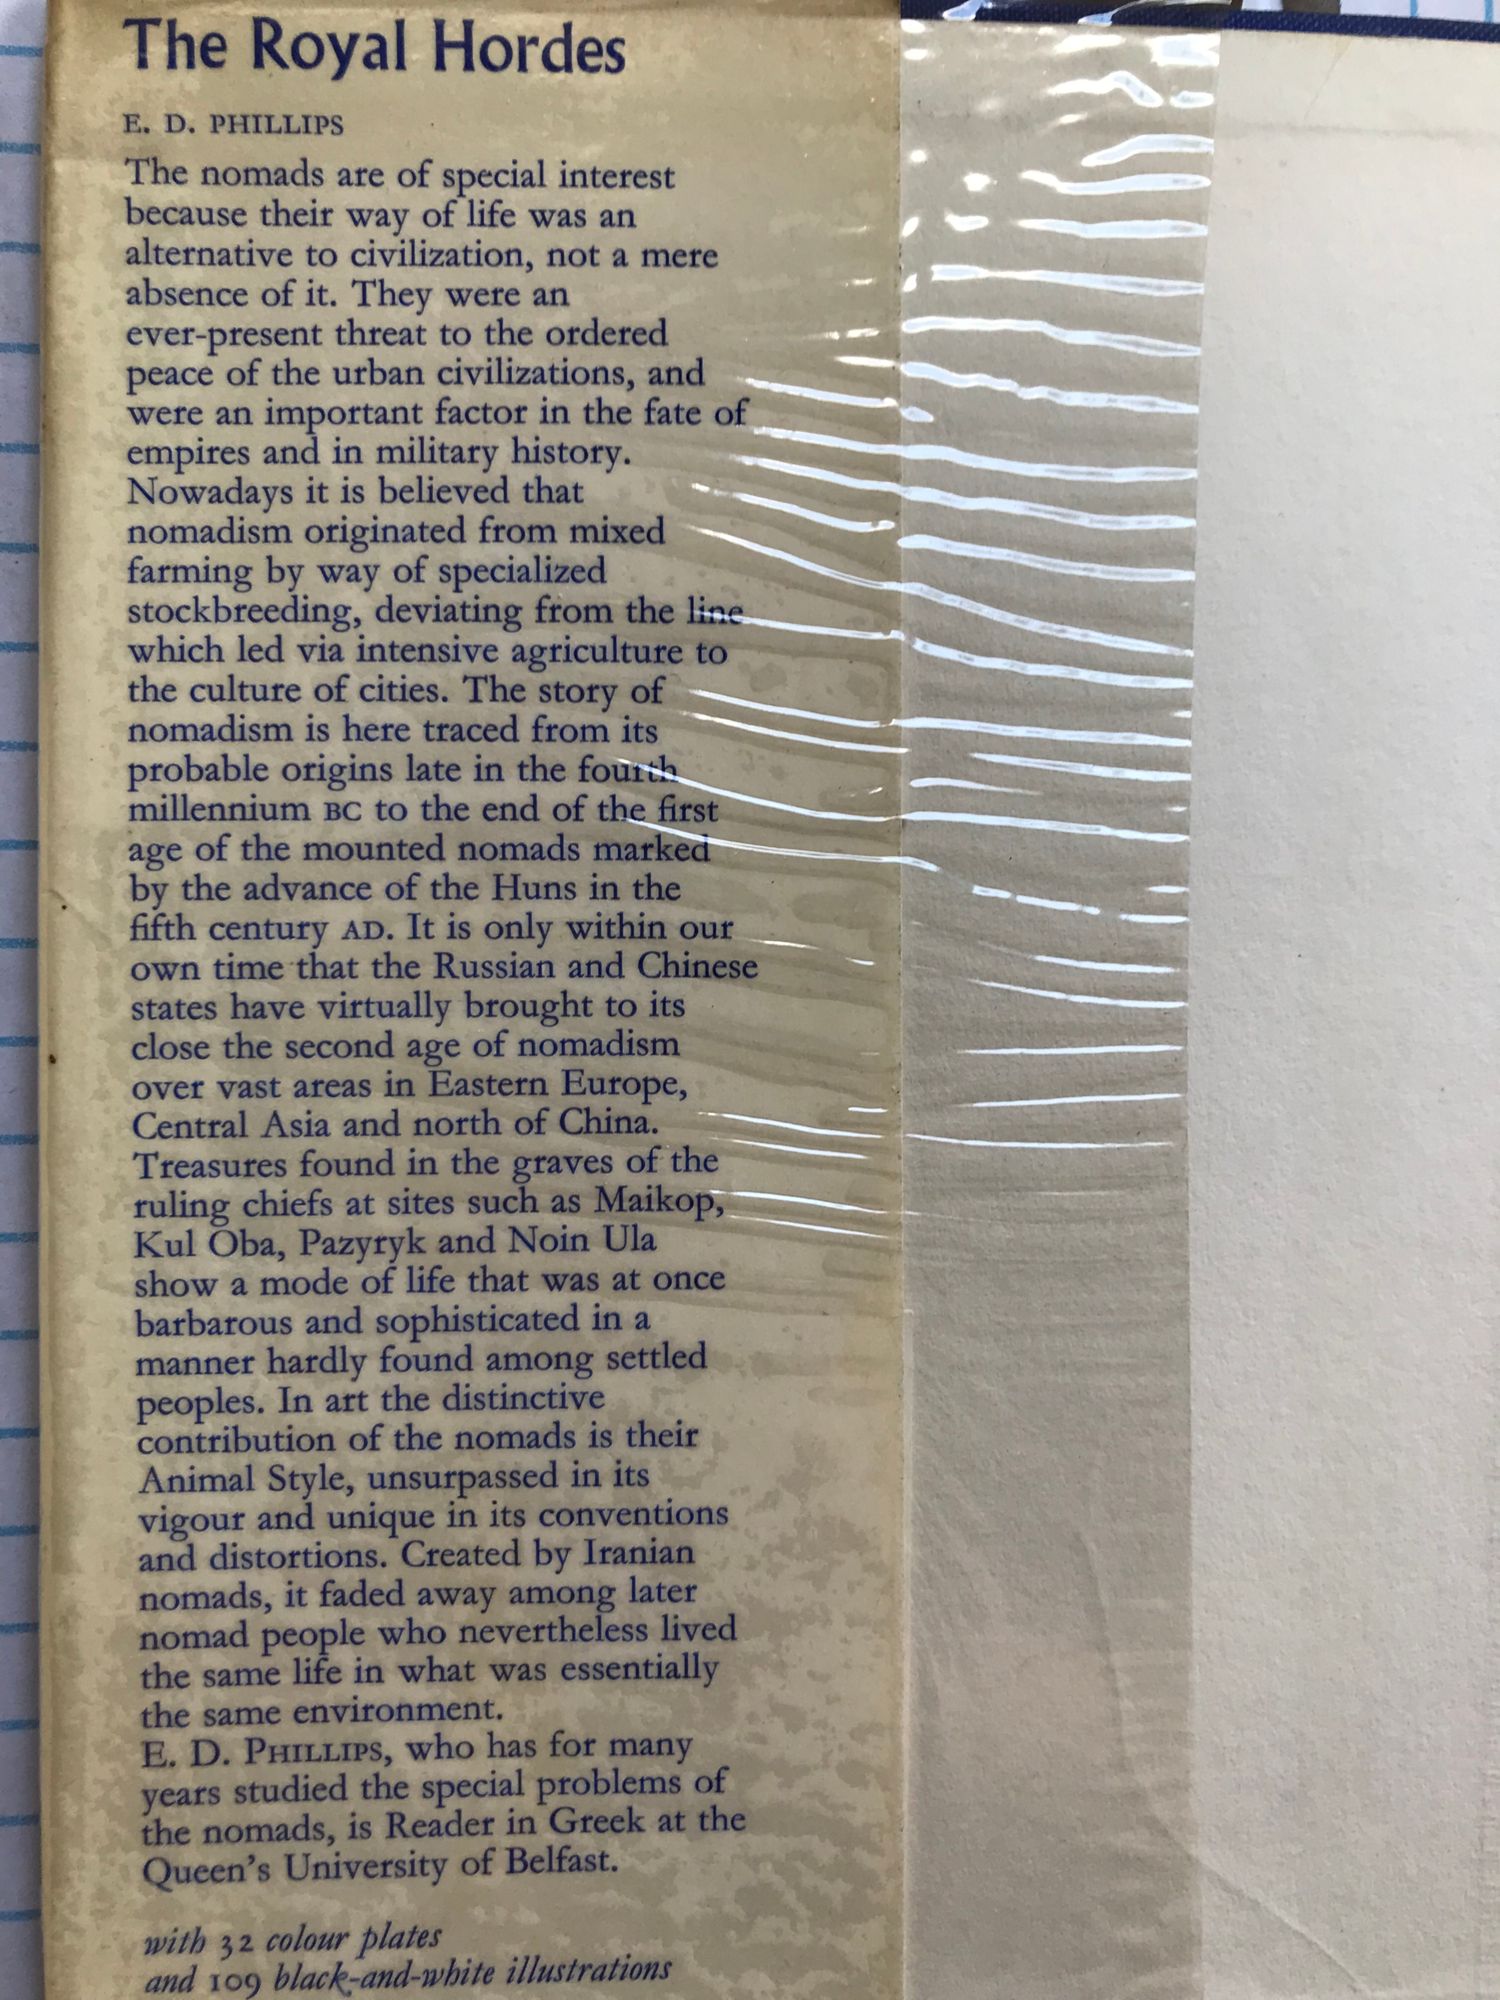 The Royal Hordes
E. D. PHILLIPS
The nomads are of special interest
because their way of life was an
alternative to civilization, not a mere
absence of it. They were an
ever-present threat to the ordered
peace of the urban civilizations, and
were an important factor in the fate of
empires and in military history.
Nowadays it is believed that
nomadism originated from mixed
farming by way of specialized
stockbreeding, deviating from the line
which led via intensive agriculture to
the culture of cities. The story of
nomadism is here traced from its
probable origins late in the fourth
millennium BC to the end of the first
age of the mounted nomads marked
by the advance of the Huns in the
fifth century AD. It is only within our
own time that the Russian and Chinese
states have virtually brought to its
close the second age of nomadism
over vast areas in Eastern Europe,
Central Asia and north of China.
Treasures found in the graves of the
ruling chiefs at sites such as Maikop,
Kul Oba, Pazyryk and Noin Ula
show a mode of life that was at once
barbarous and sophisticated in a
manner hardly found among settled
peoples. In art the distinctive
contribution of the nomads is their
Animal Style, unsurpassed in its
vigour and unique in its conventions
and distortions. Created by Iranian
nomads, it faded away among later
nomad people who nevertheless lived
the same life in what was essentially
the same environment.
E. D. PHILLIPS, who has for many
years studied the special problems of
the nomads, is Reader in Greek at the
Queen's University of Belfast.
with 32 colour plates
and 109 black-and-white illustrations